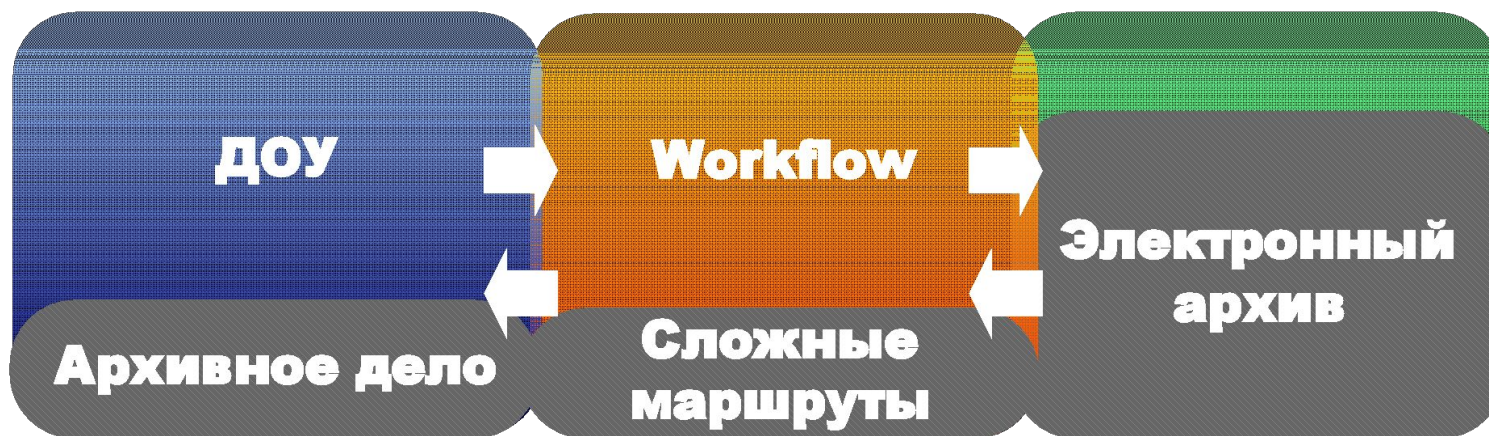 ДОУ
Workflow
Электронный
архив
Архивное дело
Сложные
маршруты